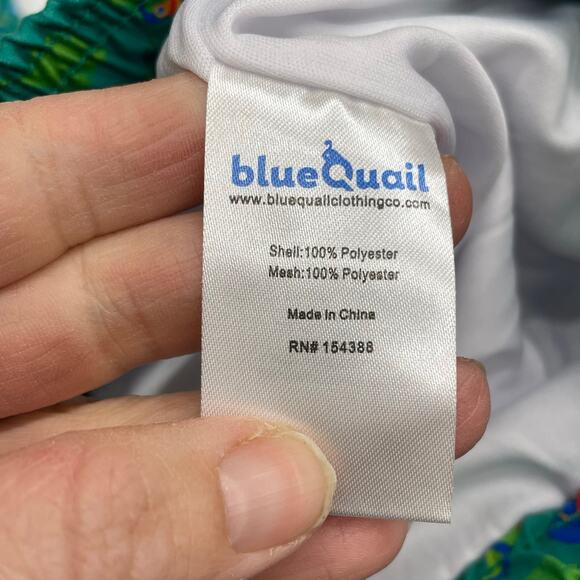 blueQuail
www.bluequailclothingco.com
Shell:100% Polyester
Mesh:100% Polyester
Made in China
RN# 154388